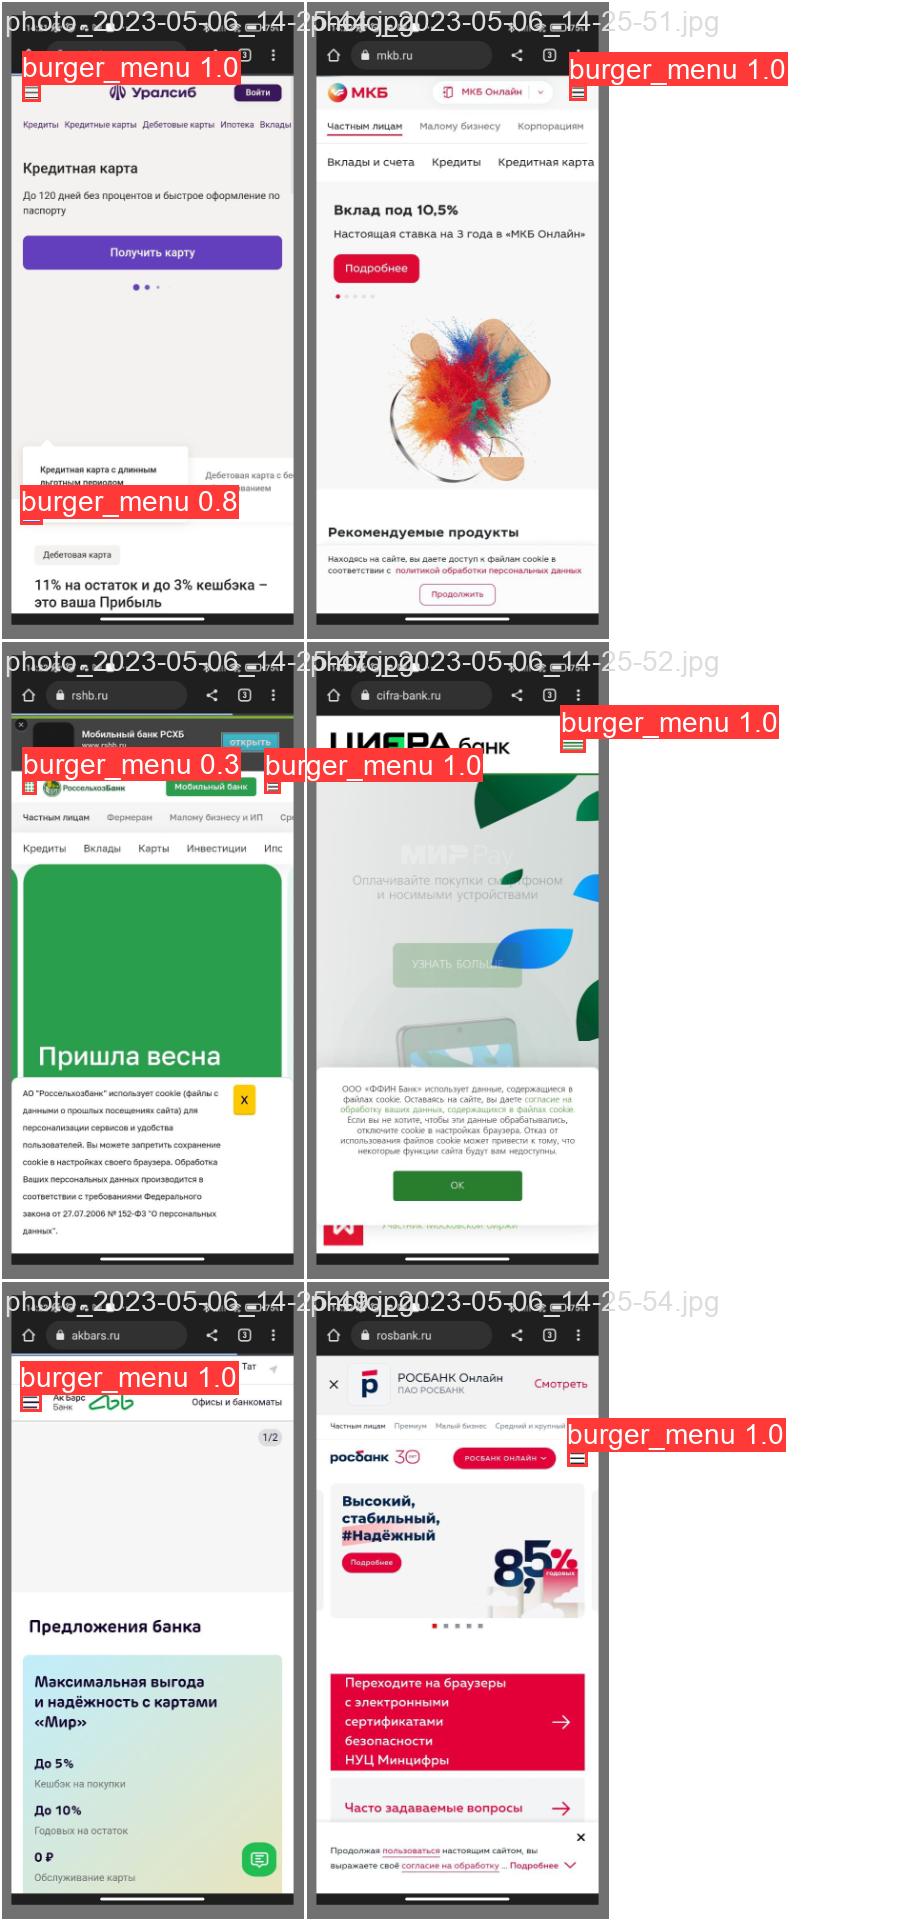 photo_2023-05-06_14-25-44.jpg
burger_menu 1.0
Уралсиб
Войти
Кредиты Кредитные карты Дебетовые карты Ипотека Вклады
Кредитная карта
До 120 дней без процентов и быстрое оформление по
паспорту
Получить карту
Кредитная карта с длинным
льготным периодом
Дебетовая карта с бе
burger_menu 0.8
Дебетовая карта
11% на остаток и до 3% кешбэка –
это ваша Прибыль
photo_2023-05-06_14-25-51.jpg
mkb.ru
3
burger_menu 1.0
МКБ
МКБ Онлайн
Частным лицам Малому бизнесу Корпорациям
Вклады и счета Кредиты Кредитная карта
Вклад под 10,5%
Настоящая ставка на 3 года в «МКБ Онлайн»
Подробнее
Рекомендуемые продукты
Находясь на сайте, вы даете доступ к файлам cookie в
соответствии с политикой обработки персональных данных
Продолжить
photo_2023-05-06_14-25-47.jpg
rshb.ru
3
Мобильный банк РСХБ
www.rshb.ru
открыть
burger_menu 0.3
burger_menu 1.0
РоссельхозБанк
Мобильный банк
Частным лицам Фермерам Малому бизнесу и ИП Сре
Кредиты Вклады Карты Инвестиции Ипс
Пришла весна
АО "Россельхозбанк" использует cookie (файлы с
данными о прошлых посещениях сайта) для
персонализации сервисов и удобства
пользователей. Вы можете запретить сохранение
cookie в настройках своего браузера. Обработка
Ваших персональных данных производится в
соответствии с требованиями Федерального
закона от 27.07.2006 № 152-ФЗ "О персональных
данных".
X
photo_2023-05-06_14-25-52.jpg
cifra-bank.ru
3
burger_menu 1.0
ЦИФРА банк
МИР Pay
Оплачивайте покупки смартфоном
и носимыми устройствами
УЗНАТЬ БОЛЬШЕ
ООО «ФФИН Банк» использует данные, содержащиеся в
файлах cookie. Оставаясь на сайте, вы даете согласие на
обработку ваших данных, содержащихся в файлах cookie.
Если вы не хотите, чтобы эти данные обрабатывались,
отключите cookie в настройках браузера. Отказ от
использования файлов cookie может привести к тому, что
некоторые функции сайта будут вам недоступны.
OK
Участник Московской биржи
photo_2023-05-06_14-25-49.jpg
akbars.ru
3
burger_menu 1.0
Тат
Ак Барс
Банк
Офисы и банкоматы
1/2
Предложения банка
Максимальная выгода
и надёжность с картами
«Мир»
До 5%
Кешбэк на покупки
До 10%
Годовых на остаток
0 ₽
Обслуживание карты
photo_2023-05-06_14-25-54.jpg
rosbank.ru
3
РОСБАНК Онлайн
ПАО РОСБАНК
Смотреть
Частным лицам Премиум Малый бизнес Средний и крупный
burger_menu 1.0
росбанк 30
РОСБАНК ОНЛАЙН
Высокий,
стабильный,
#Надёжный
Подробнее
8,5%
годовых
Переходите на браузеры
с электронными
сертификатами
безопасности
НУЦ Минцифры
Часто задаваемые вопросы
Продолжая пользоваться настоящим сайтом, вы
выражаете своё согласие на обработку ... Подробнее